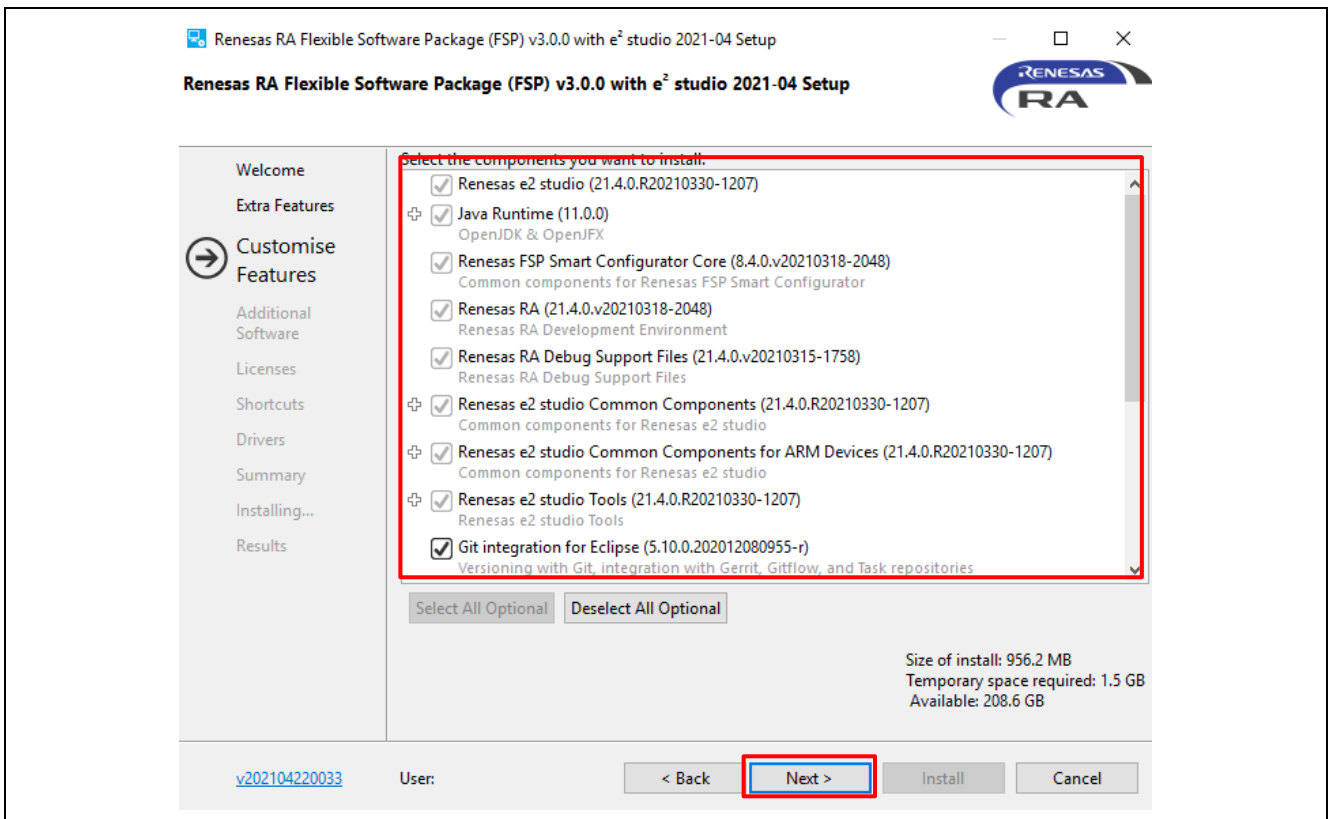 Renesas RA Flexible Software Package (FSP) v3.0.0 with e² studio 2021-04 Setup
Renesas RA Flexible Software Package (FSP) v3.0.0 with e² studio 2021-04 Setup
RENESAS
RA
Welcome
Extra Features
Customise
Features
Additional
Software
Licenses
Shortcuts
Drivers
Summary
Installing...
Results
Select the components you want to install:
Renesas e2 studio (21.4.0.R20210330-1207)
Java Runtime (11.0.0)
OpenJDK & OpenJFX
Renesas FSP Smart Configurator Core (8.4.0.v20210318-2048)
Common components for Renesas FSP Smart Configurator
Renesas RA (21.4.0.v20210318-2048)
Renesas RA Development Environment
Renesas RA Debug Support Files (21.4.0.v20210315-1758)
Renesas RA Debug Support Files
Renesas e2 studio Common Components (21.4.0.R20210330-1207)
Common components for Renesas e2 studio
Renesas e2 studio Common Components for ARM Devices (21.4.0.R20210330-1207)
Common components for Renesas e2 studio
Renesas e2 studio Tools (21.4.0.R20210330-1207)
Renesas e2 studio Tools
Git integration for Eclipse (5.10.0.202012080955-r)
Versioning with Git, integration with Gerrit, Gitflow, and Task repositories
Select All Optional Deselect All Optional
Size of install: 956.2 MB
Temporary space required: 1.5 GB
Available: 208.6 GB
v202104220033 User: < Back Next > Install Cancel